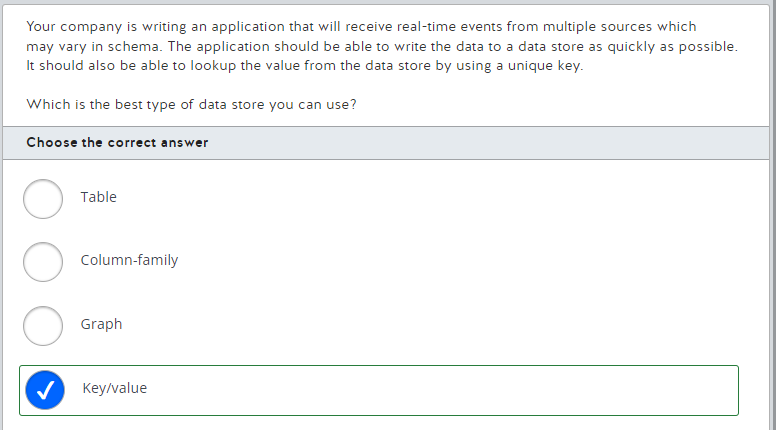 Your company is writing an application that will receive real-time events from multiple sources which
may vary in schema. The application should be able to write the data to a data store as quickly as possible.
It should also be able to lookup the value from the data store by using a unique key.
Which is the best type of data store you can use?
Choose the correct answer
Table
Column-family
Graph
Key/value